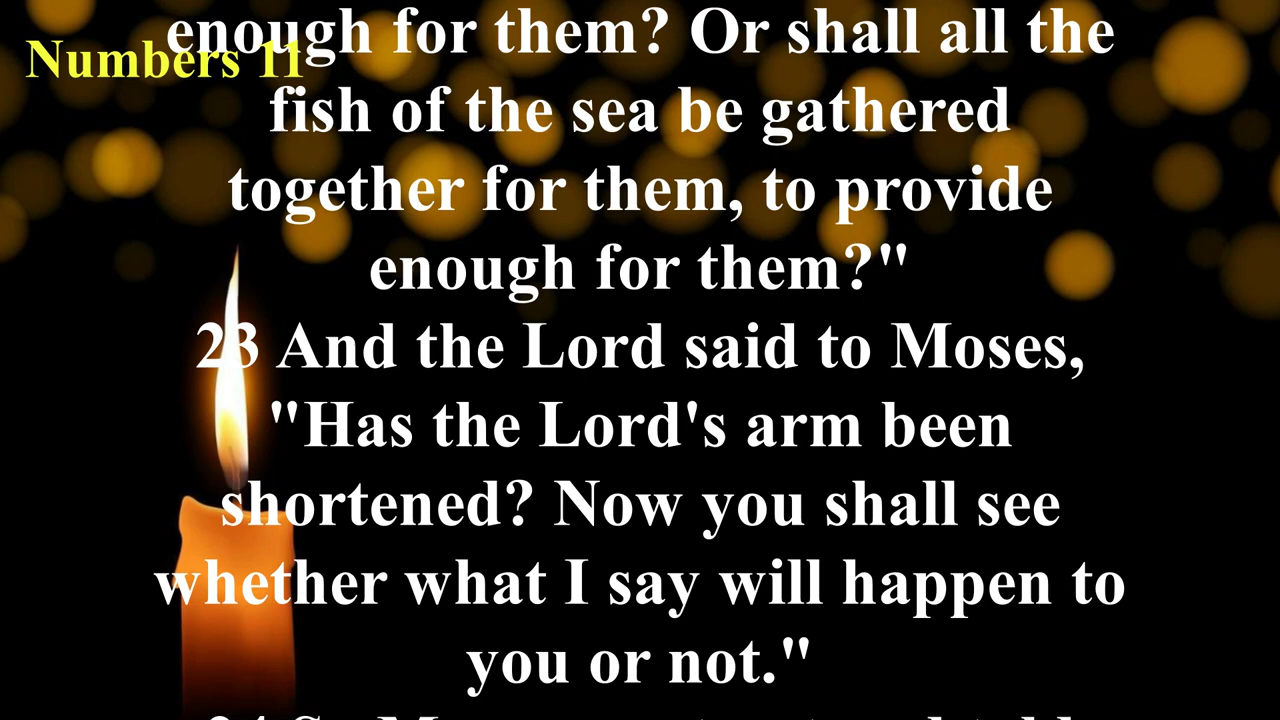 Numbers 11
enough for them? Or shall all the
fish of the sea be gathered
together for them, to provide
enough for them?"
23 And the Lord said to Moses,
"Has the Lord's arm been
shortened? Now you shall see
whether what I say will happen to
you or not."